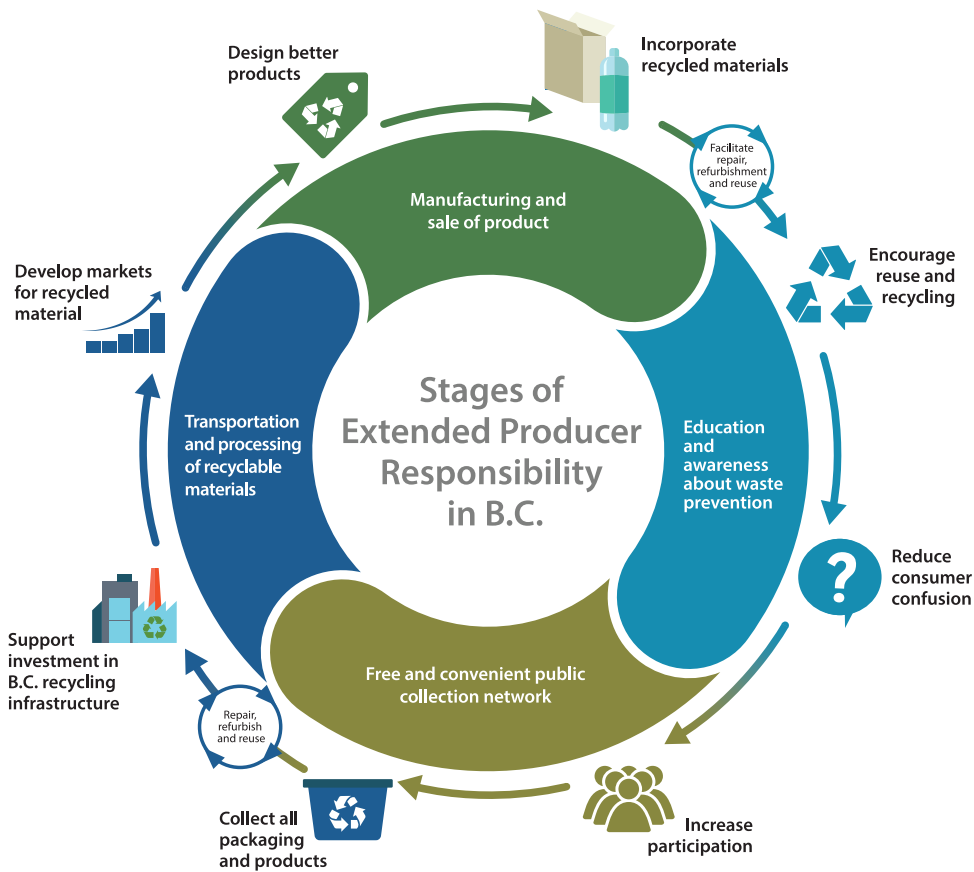 Design better
products
Incorporate
recycled materials
Facilitate
repair,
refurbishment
and reuse
Manufacturing and
sale of product
Encourage
reuse and
recycling
Develop markets
for recycled
material
Stages of
Extended Producer
Responsibility
in B.C.
Transportation
and processing
of recyclable
materials
Education
and
awareness
about waste
prevention
?
Reduce
consumer
confusion
Support
investment in
B.C. recycling
infrastructure
Free and convenient public
collection network
Repair,
refurbish
and reuse
Collect all
packaging
and products
Increase
participation